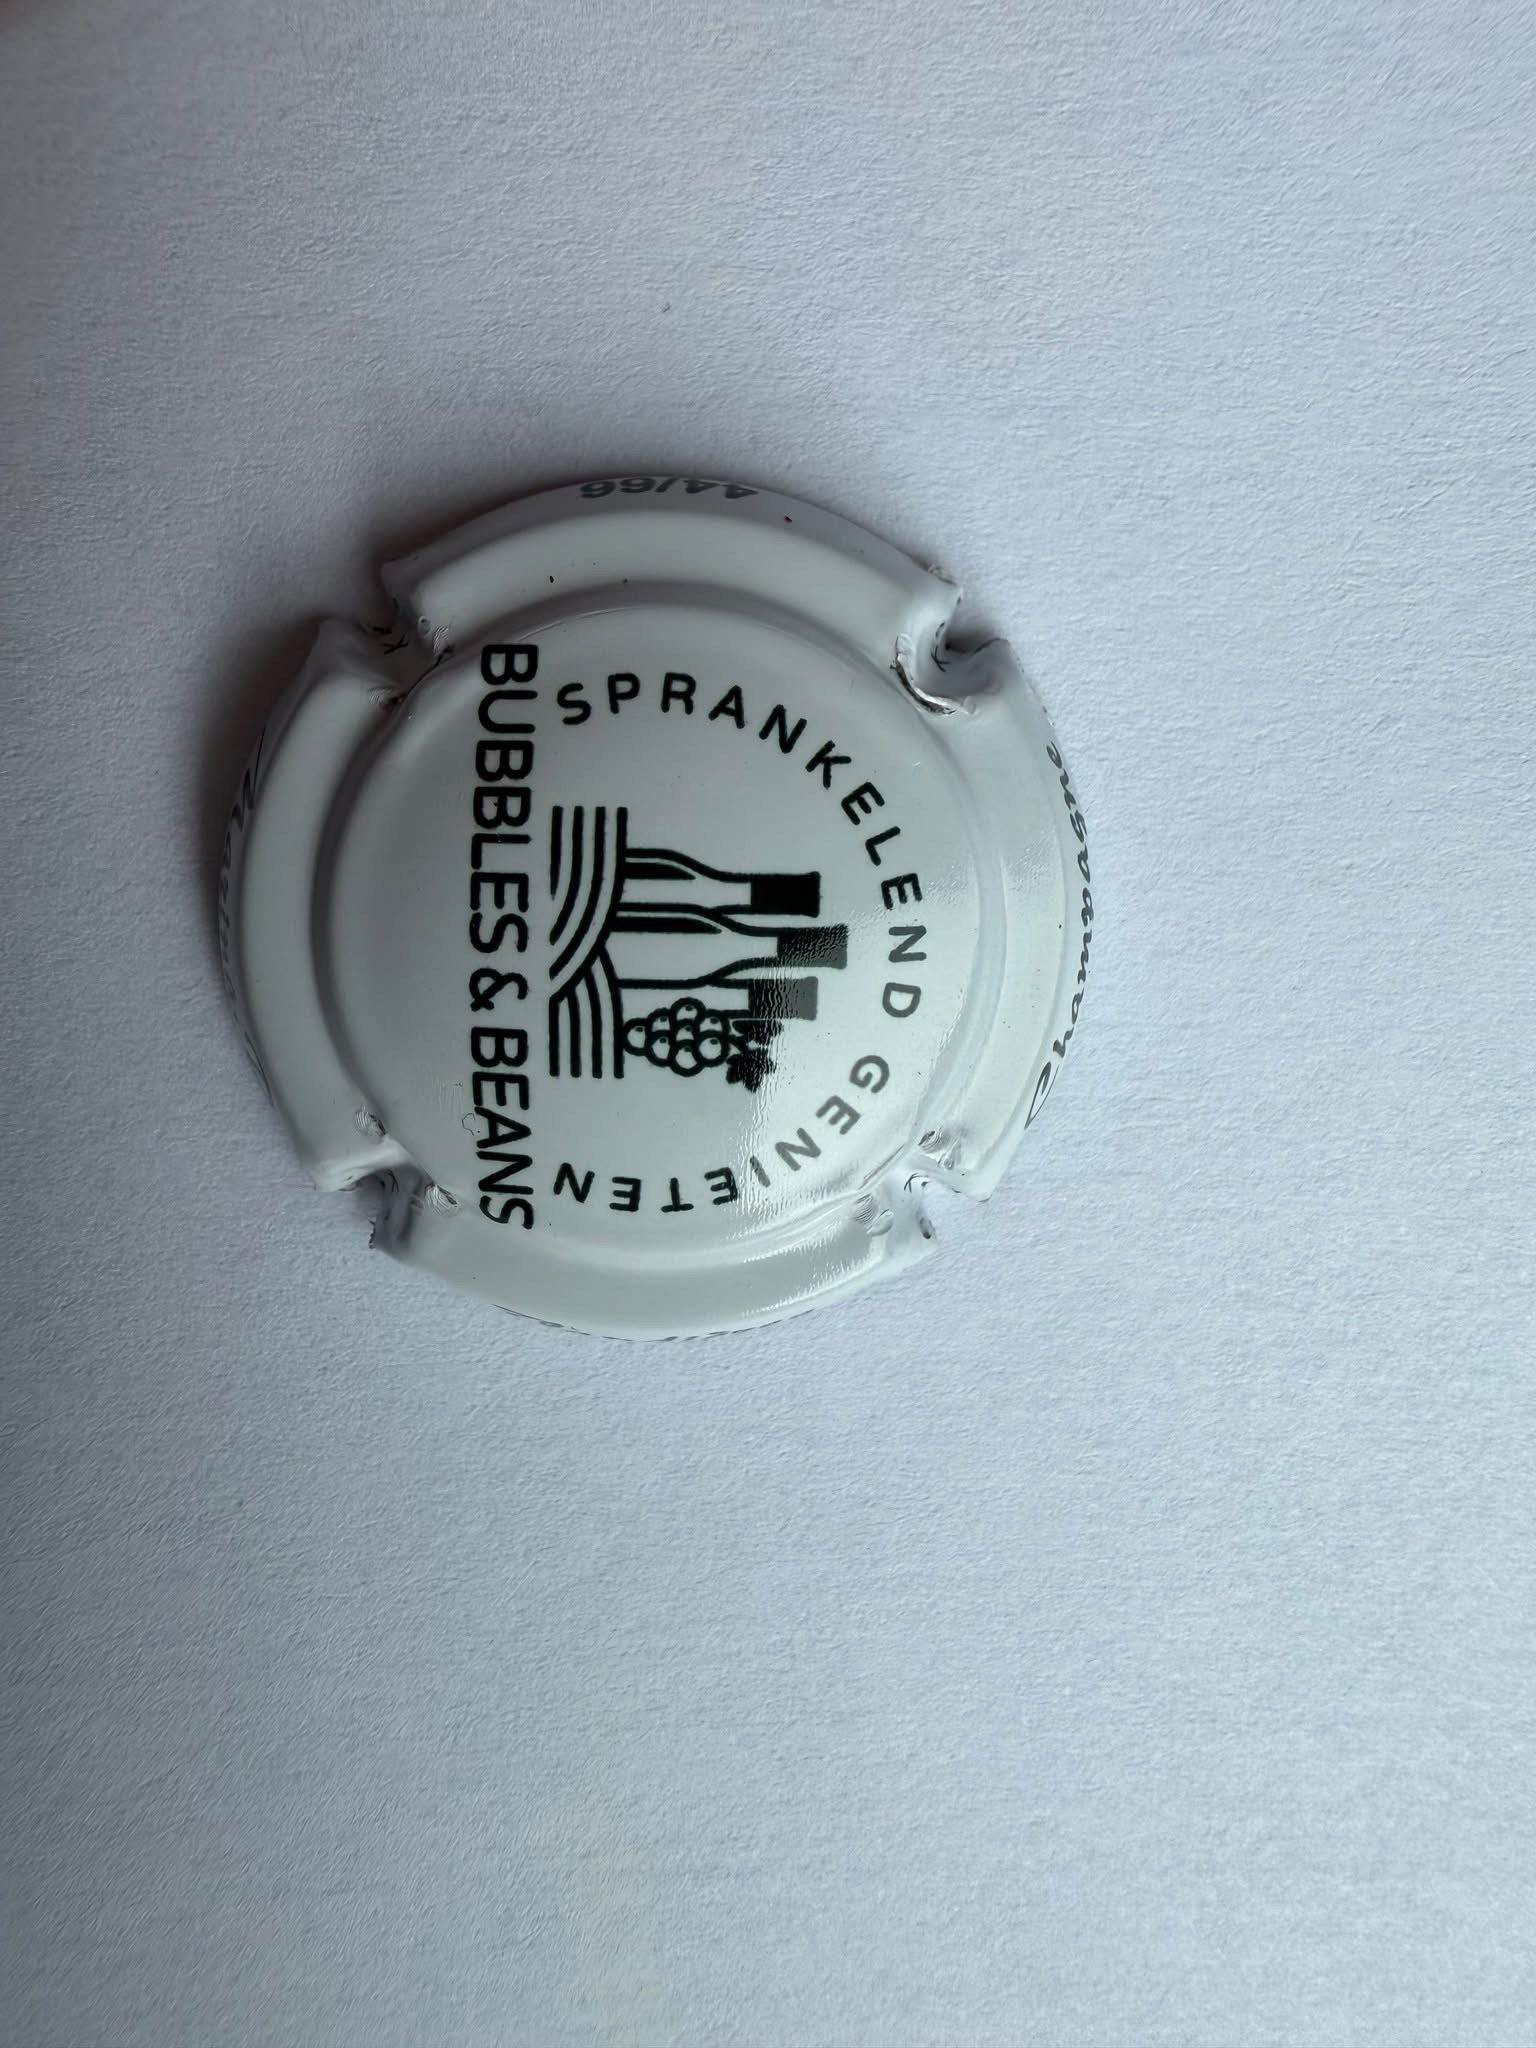 SPRANKELEND GENIETEN
BUBBLES & BEANS
44/66
Champagne